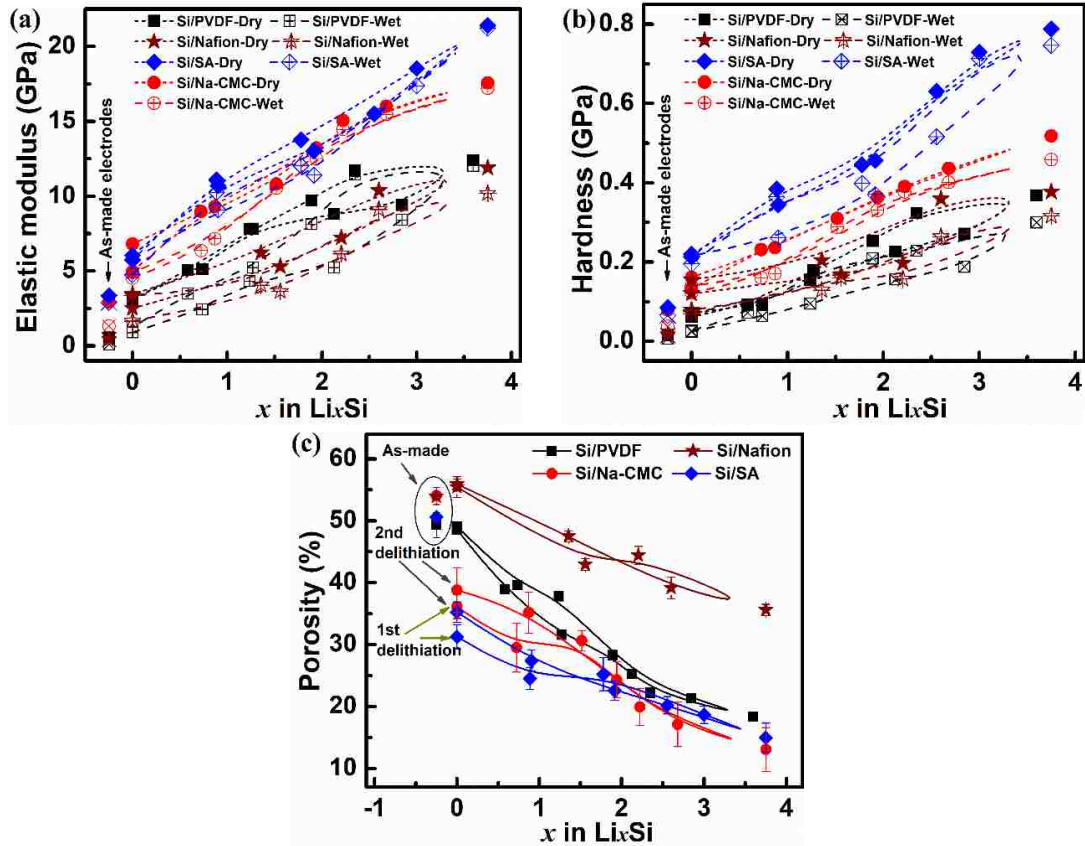 (a)
Si/PVDF-Dry Si/PVDF-Wet
Si/Nafion-Dry Si/Nafion-Wet
Si/SA-Dry Si/SA-Wet
Si/Na-CMC-Dry
Si/Na-CMC-Wet
As-made electrodes
Elastic modulus (GPa)
20
15
10
5
0
0 1 2 3 4
x in LixSi
(b)
Si/PVDF-Dry Si/PVDF-Wet
Si/Nafion-Dry Si/Nafion-Wet
Si/SA-Dry Si/SA-Wet
Si/Na-CMC-Dry
Si/Na-CMC-Wet
As-made electrodes
Hardness (GPa)
0.8
0.6
0.4
0.2
0.0
0 1 2 3 4
x in LixSi
(c)
As-made
Si/PVDF Si/Nafion
Si/Na-CMC Si/SA
2nd
delithiation
1st
delithiation
Porosity (%)
60
50
40
30
20
10
-1 0 1 2 3 4
x in LixSi